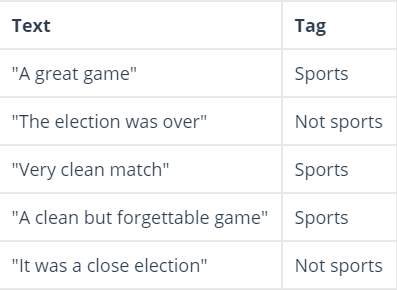 Text Tag
"A great game" Sports
"The election was over" Not sports
"Very clean match" Sports
"A clean but forgettable game" Sports
"It was a close election" Not sports